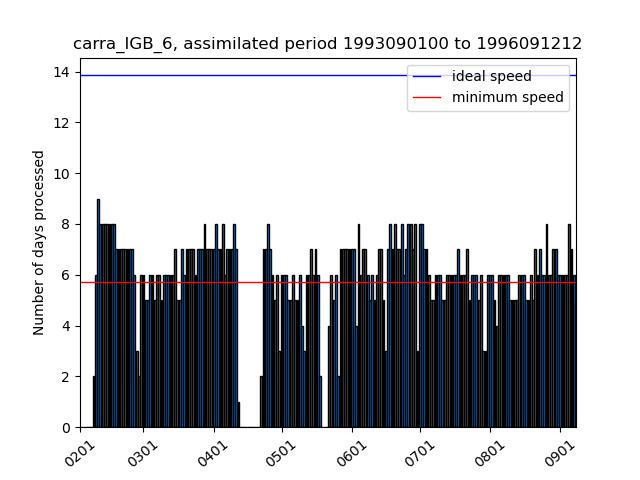 carra_IGB_6, assimilated period 1993090100 to 1996091212
ideal speed
minimum speed
Number of days processed
14
12
10
8
6
4
2
0
0201 0301 0401 0501 0601 0701 0801 0901